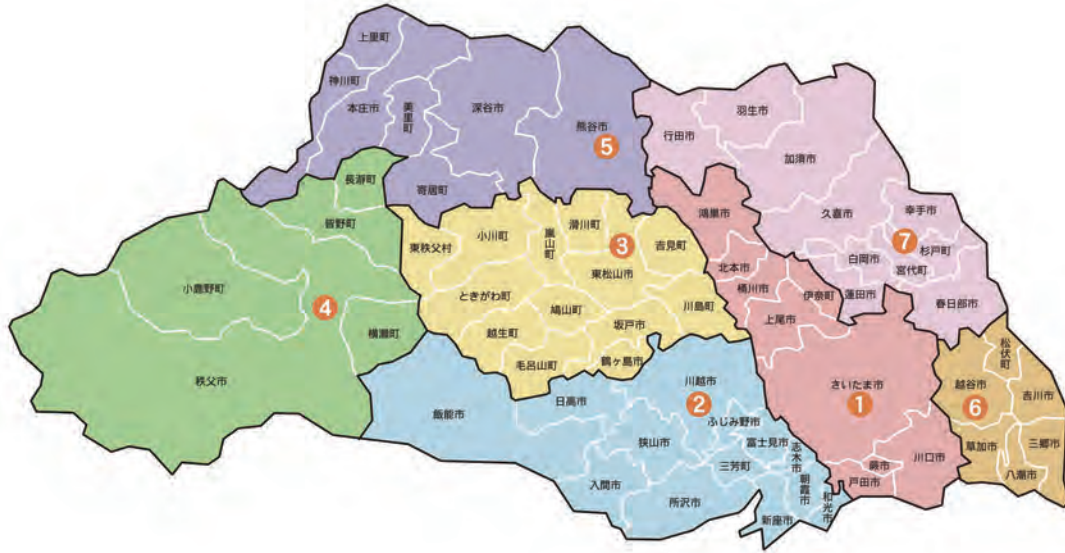 上里町
神川町
本庄市
美里町
深谷市
熊谷市
5
寄居町
長瀞町
皆野町
小鹿野町
4
横瀬町
秩父市
東秩父村
小川町
嵐山町
滑川町
3
吉見町
東松山市
ときがわ町
鳩山町
川島町
越生町
坂戸市
毛呂山町
鶴ヶ島市
飯能市
日高市
川越市
2
ふじみ野市
狭山市
富士見市
志木市
三芳町
入間市
所沢市
朝霞市
和光市
新座市
鴻巣市
北本市
桶川市
伊奈町
上尾市
さいたま市
1
川口市
蕨市
戸田市
行田市
羽生市
加須市
久喜市
幸手市
7
杉戸町
白岡市
宮代町
蓮田市
春日部市
松伏町
越谷市
6
吉川市
草加市
三郷市
八潮市